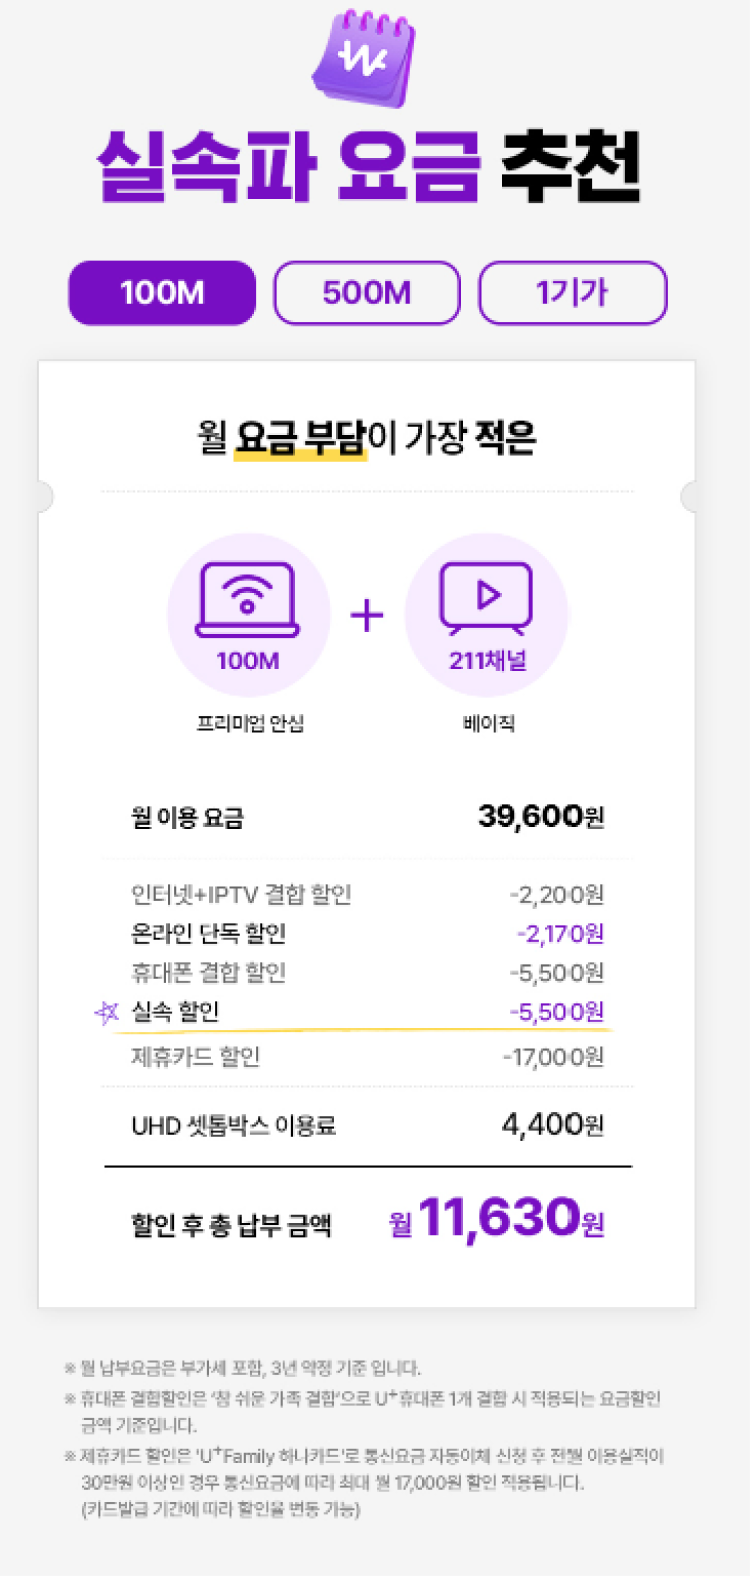 실속파 요금 추천
100M 500M 1기가
월 요금 부담이 가장 적은
100M + 211채널
프리미엄 안심 베이직
월 이용 요금 39,600원
인터넷+IPTV 결합 할인 -2,200원
온라인 단독 할인 -2,170원
휴대폰 결합 할인 -5,500원
실속 할인 -5,500원
제휴카드 할인 -17,000원
UHD 셋톱박스 이용료 4,400원
할인 후 총 납부 금액 월 11,630원
※ 월 납부요금은 부가세 포함, 3년 약정 기준 입니다.
※ 휴대폰 결합할인은 '참 쉬운 가족 결합'으로 U+휴대폰 1개 결합 시 적용되는 요금할인
금액 기준입니다.
※ 제휴카드 할인은 'U+Family 하나카드'로 통신요금 자동이체 신청 후 전월 이용실적이
30만원 이상인 경우 통신요금에 따라 최대 월 17,000원 할인 적용됩니다.
(카드발급 기간에 따라 할인율 변동 가능)